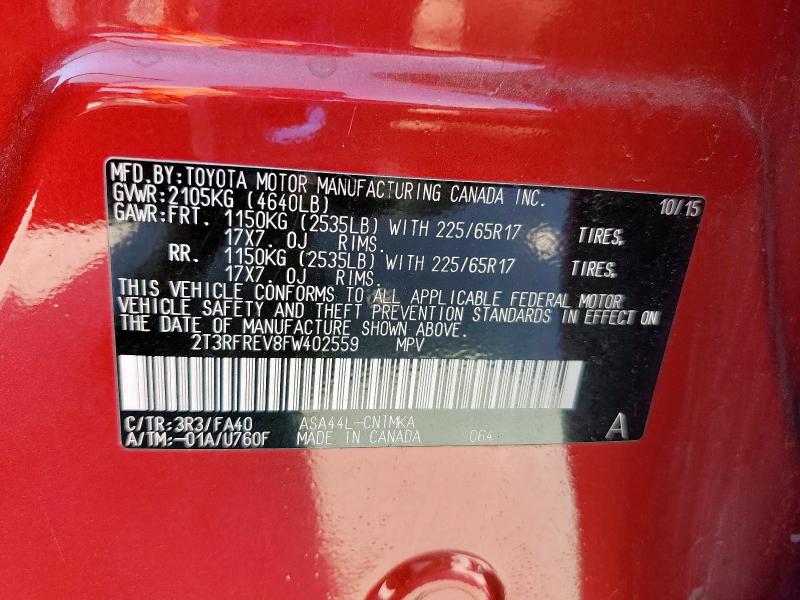 MFD.BY:TOYOTA MOTOR MANUFACTURING CANADA INC. 10/15
GVWR:2105KG (4640LB)
GAWR:FRT. 1150KG (2535LB) WITH 225/65R17 TIRES,
17X7.0J RIMS.
RR. 1150KG (2535LB) WITH 225/65R17 TIRES,
17X7.0J RIMS.
THIS VEHICLE CONFORMS TO ALL APPLICABLE FEDERAL MOTOR
VEHICLE SAFETY AND THEFT PREVENTION STANDARDS IN EFFECT ON
THE DATE OF MANUFACTURE SHOWN ABOVE.
2T3RFREV8FW402559 MPV
C/TR:3R3/FA40 ASA44L-CNTMKA
A/TM:-01A/U760F MADE IN CANADA 064 A